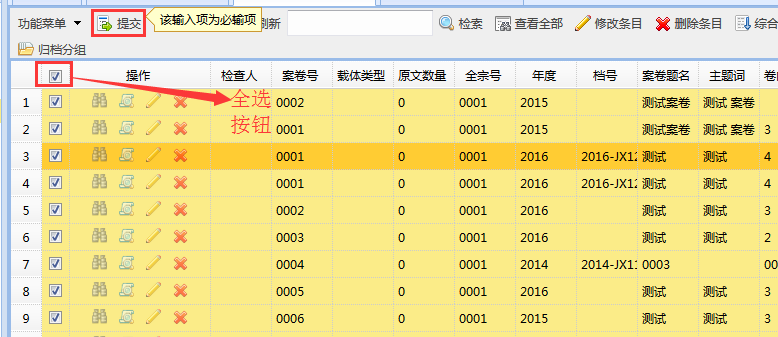 功能菜单 提交 该输入项为必输项 刷新 检索 查看全部 修改条目 删除条目 综合
归档分组
操作 检查人 案卷号 载体类型 原文数量 全宗号 年度 档号 案卷题名 主题词 卷
全选
按钮
1 0002 0 0001 2015 测试案卷 测试 案卷
2 0001 0 0001 2015 测试案卷 测试 案卷 3
3 0001 0 0001 2016 2016-JX12 测试 测试 4
4 0001 0 0001 2016 2016-JX12 测试 测试 4
5 0002 0 0001 2016 测试 测试 3
6 0003 0 0001 2016 测试 测试 2
7 0004 0 0001 2014 2014-JX11 0003 00
8 0005 0 0001 2016 测试 测试 3
9 0006 0 0001 2015 测试 测试 3